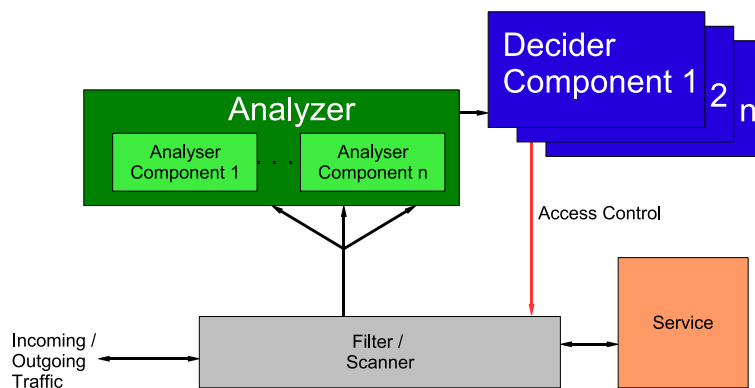 Decider
Component 1
2
n
Analyzer
Analyser
Component 1
. . .
Analyser
Component n
Access Control
Incoming /
Outgoing
Traffic
Filter /
Scanner
Service